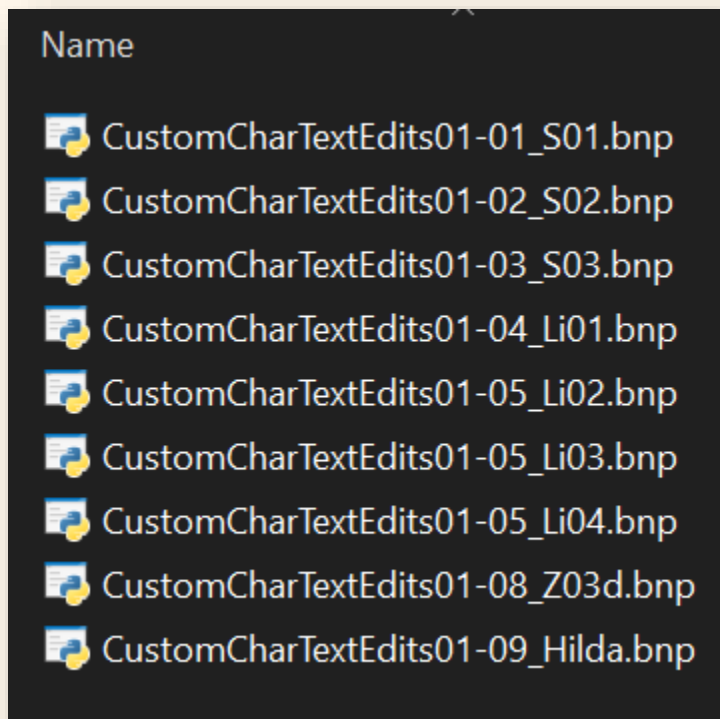 Name
CustomCharTextEdits01-01_S01.bnp
CustomCharTextEdits01-02_S02.bnp
CustomCharTextEdits01-03_S03.bnp
CustomCharTextEdits01-04_Li01.bnp
CustomCharTextEdits01-05_Li02.bnp
CustomCharTextEdits01-05_Li03.bnp
CustomCharTextEdits01-05_Li04.bnp
CustomCharTextEdits01-08_Z03d.bnp
CustomCharTextEdits01-09_Hilda.bnp